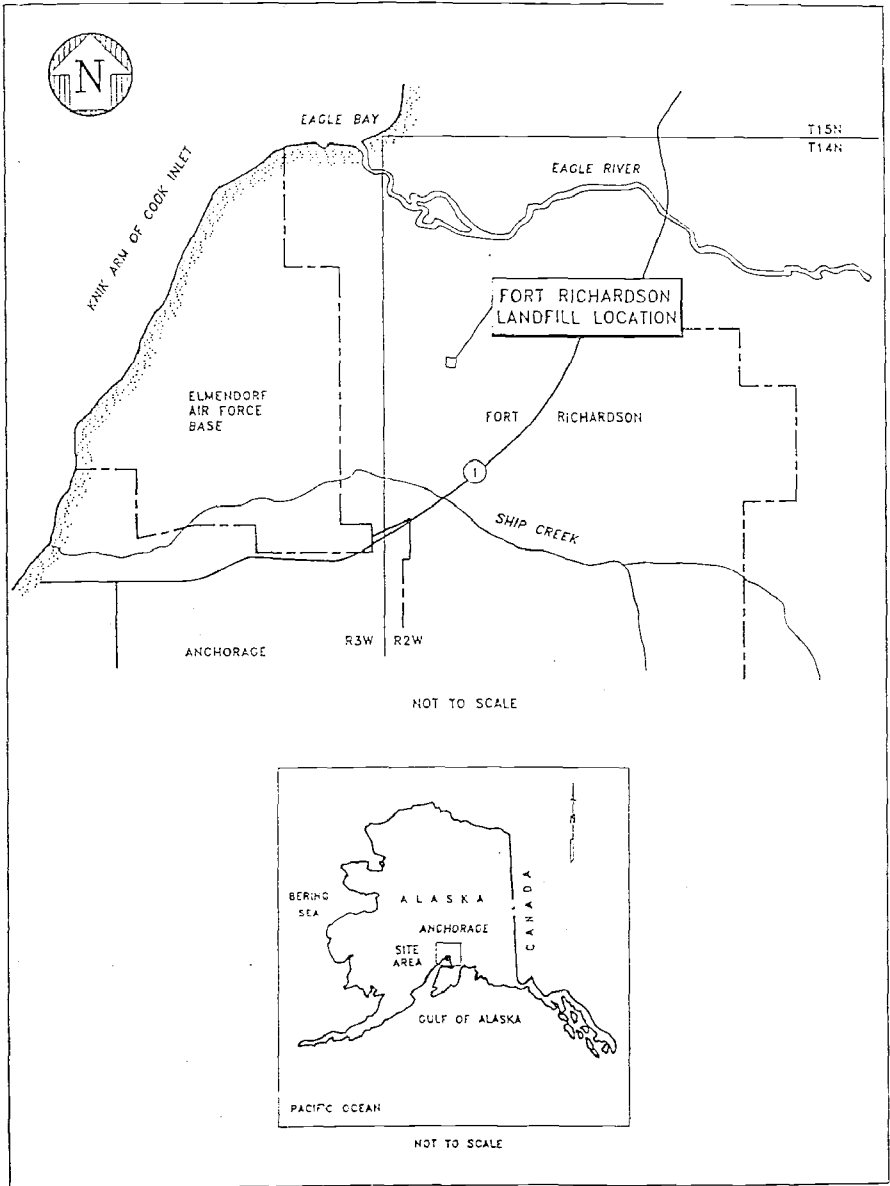 N
EAGLE BAY
T15N
T14N
KNIK ARM OF COOK INLET
EAGLE RIVER
FORT RICHARDSON
LANDFILL LOCATION
ELMENDORF
AIR FORCE
BASE
FORT RICHARDSON
1
SHIP CREEK
ANCHORAGE
R3W
R2W
NOT TO SCALE
BERING
SEA
ALASKA
CANADA
ANCHORAGE
SITE
AREA
GULF OF ALASKA
PACIFIC OCEAN
NOT TO SCALE